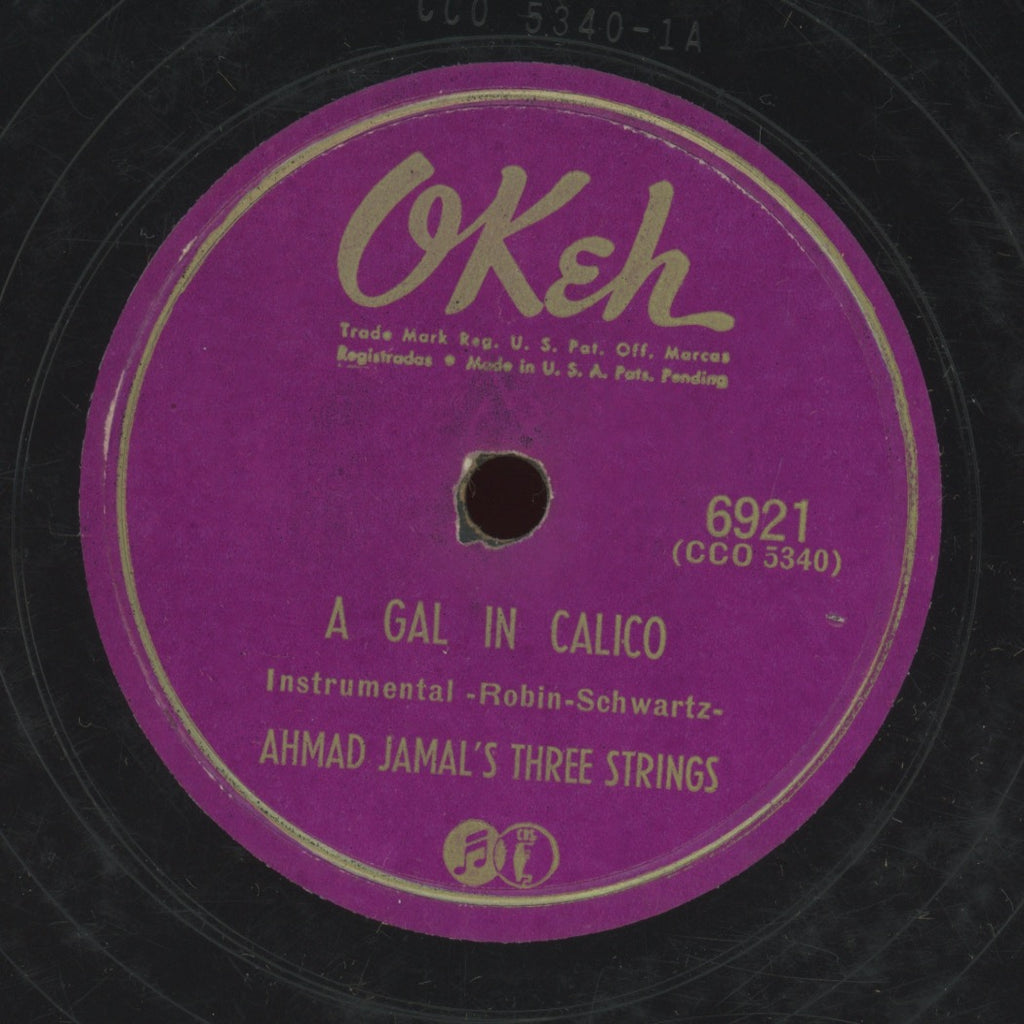 CCO 5340-1A
OKeh
Trade Mark Reg. U. S. Pat. Off. Marcas
Registradas • Made in U. S. A. Pats. Pending
6921
(CCO 5340)
A GAL IN CALICO
Instrumental -Robin-Schwartz-
AHMAD JAMAL'S THREE STRINGS
CBS